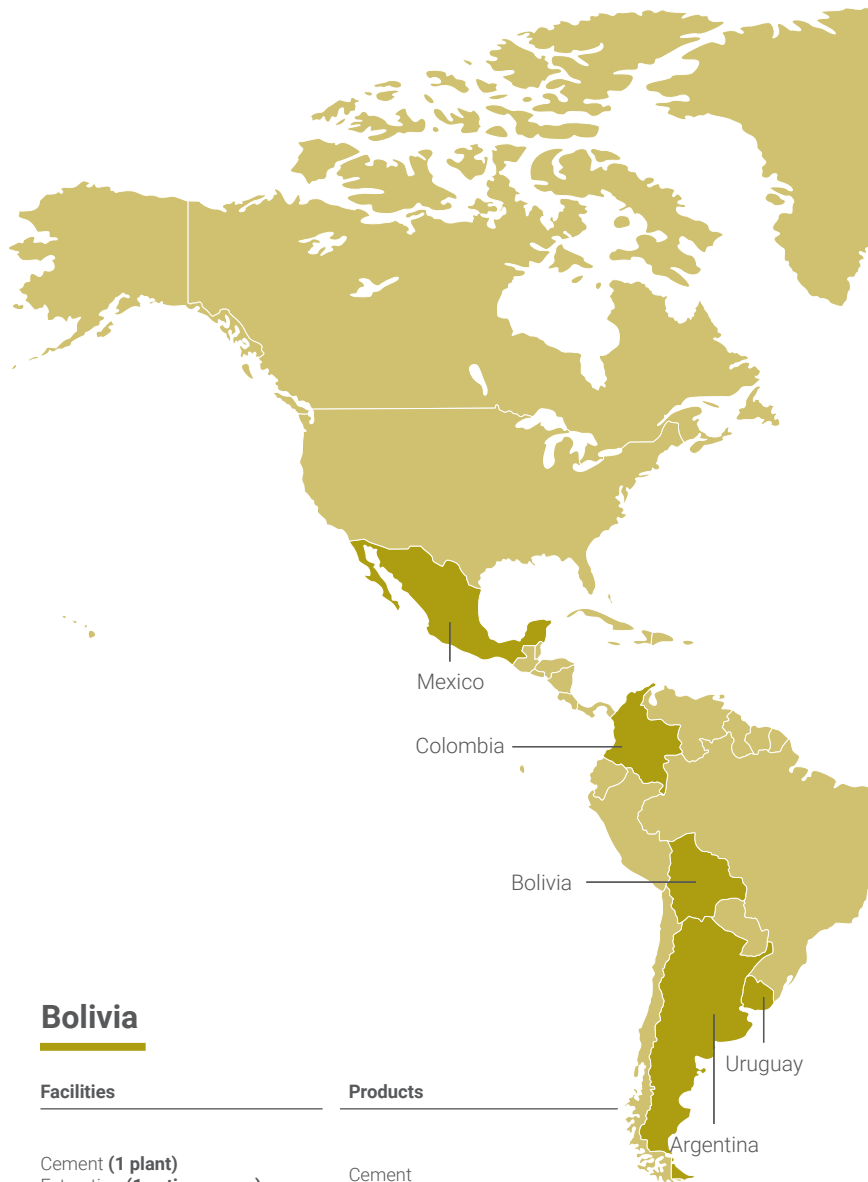 Mexico
Colombia
Bolivia
Uruguay
Argentina
Bolivia
Facilities
Products
Cement (1 plant)
Cement